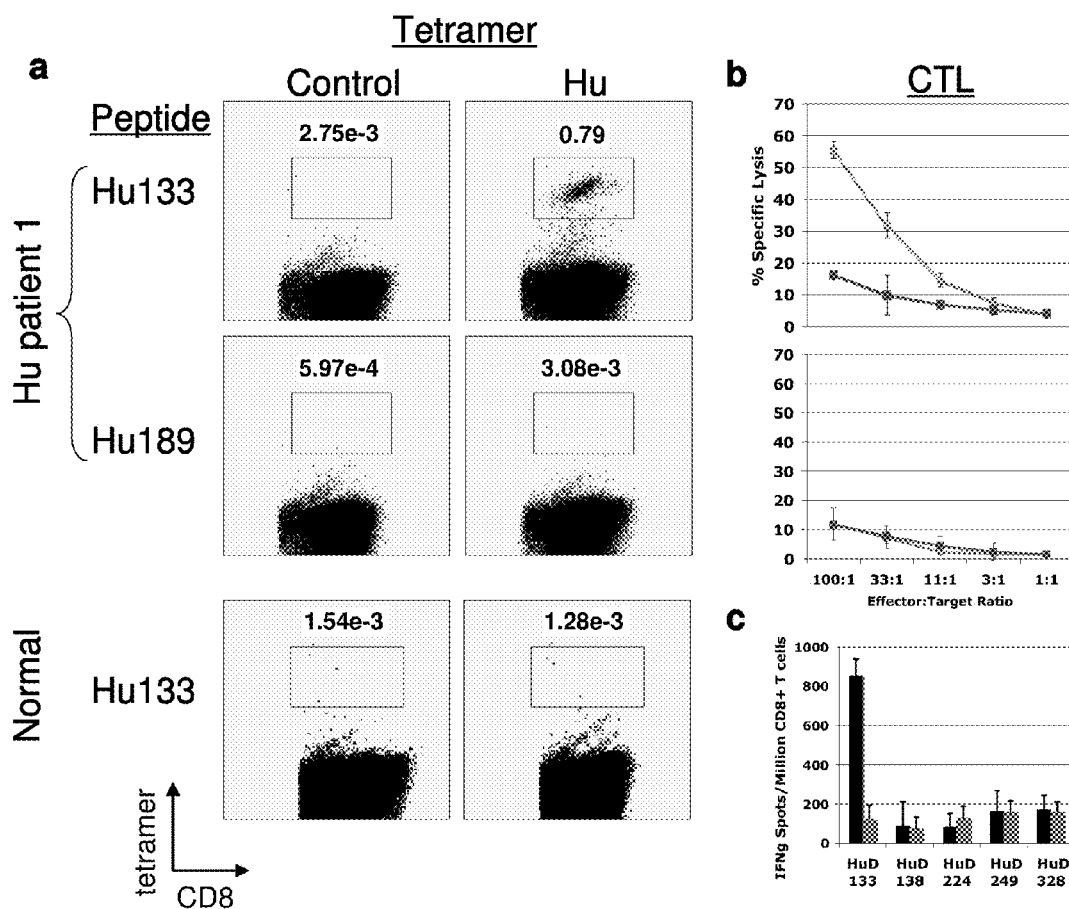 Tetramer
a
Control
Hu
Peptide
Hu patient 1
Hu133
2.75e-3
0.79
Hu189
5.97e-4
3.08e-3
Normal
Hu133
1.54e-3
1.28e-3
tetramer
CD8
b
CTL
% Specific Lysis
70
60
50
40
30
20
10
0
70
60
50
40
30
20
10
0
100:1 33:1 11:1 3:1 1:1
Effector:Target Ratio
c
IFNg Spots/Million CD8+ T cells
1000
800
600
400
200
0
HuD HuD HuD HuD HuD
133 138 224 249 328